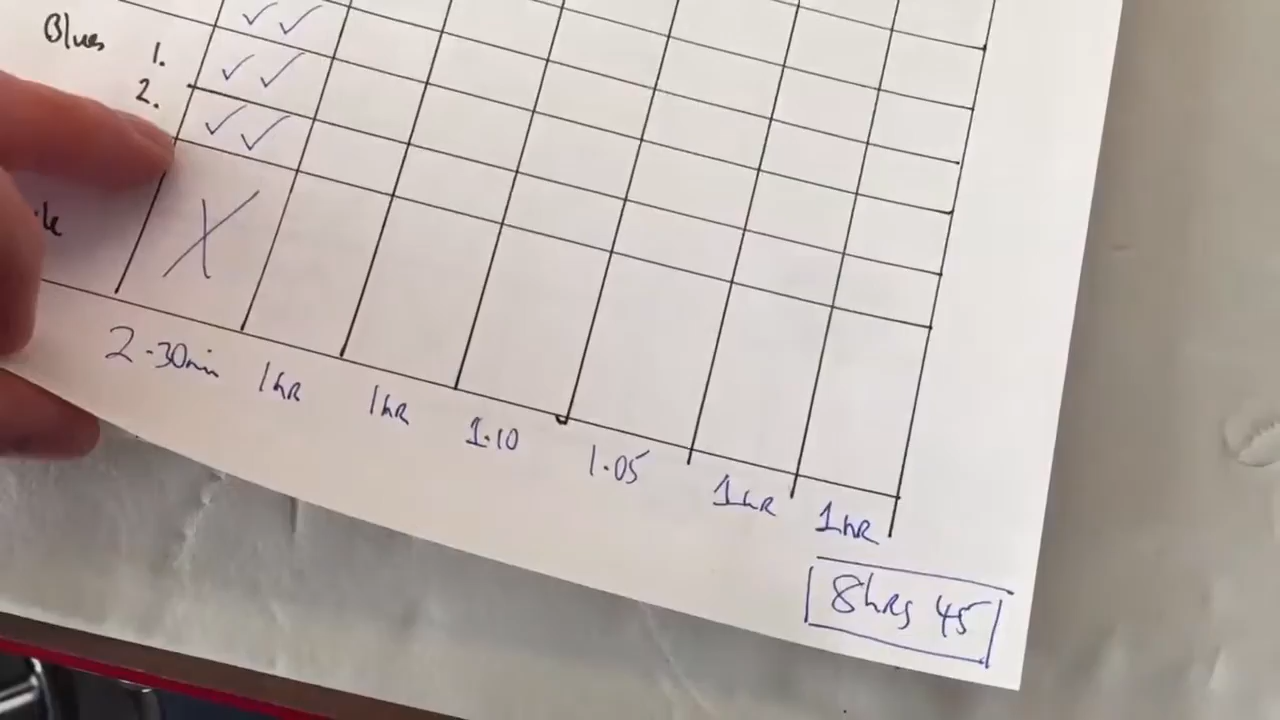 Blues 1. ✓✓
2. ✓✓
✓✓
X
2-30min 1hR 1hR 1.10 1.05 1hR 1hR
8hRs 45